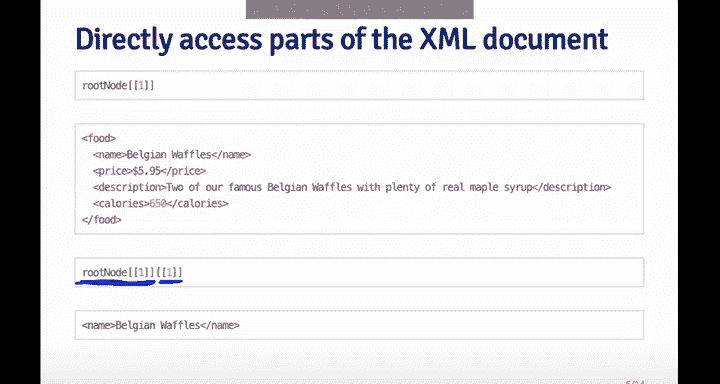 Directly access parts of the XML document
rootNode[[1]]
<food>
<name>Belgian Waffles</name>
<price>$5.95</price>
<description>Two of our famous Belgian Waffles with plenty of real maple syrup</description>
<calories>650</calories>
</food>
rootNode[[1]][[1]]
<name>Belgian Waffles</name>